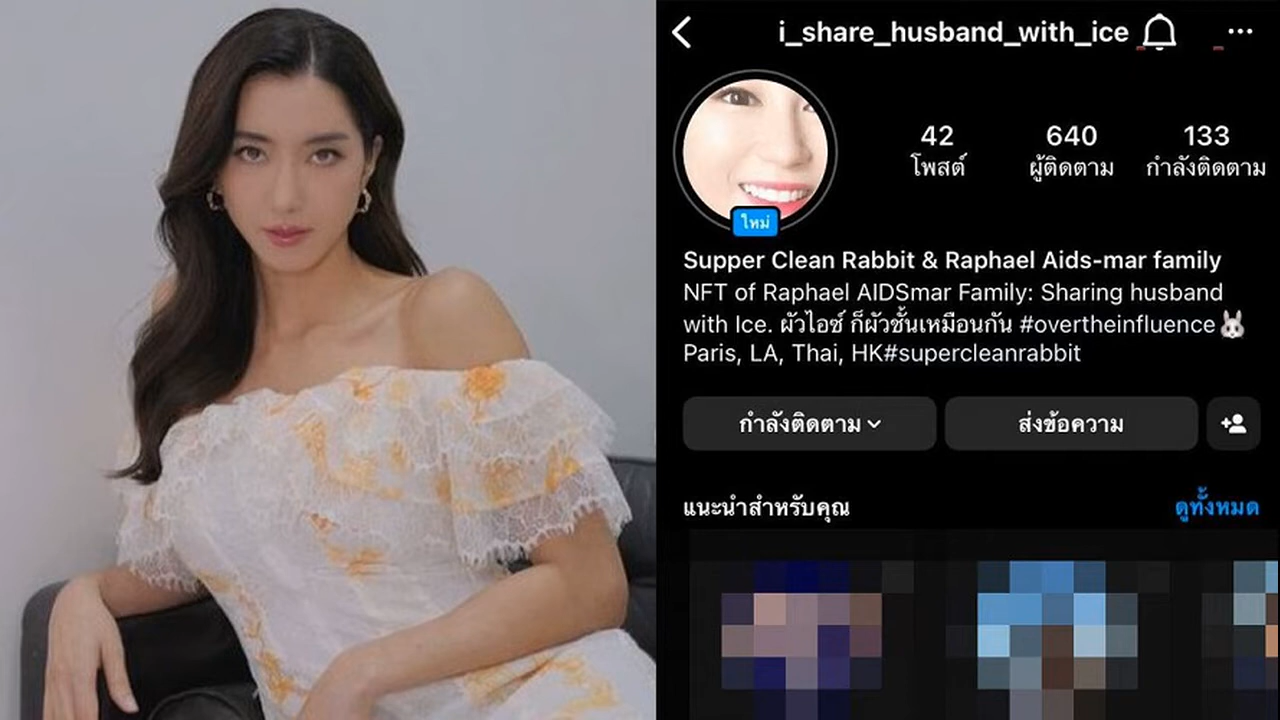 i_share_husband_with_ice
42
640
133
โพสต์
ผู้ติดตาม
กำลังติดตาม
ใหม่
Supper Clean Rabbit & Raphael Aids-mar family
NFT of Raphael AIDSmar Family: Sharing husband
with Ice. ผัวไอซ์ ก็ผัวชั้นเหมือนกัน #overtheinfluence🐰
Paris, LA, Thai, HK#supercleanrabbit
กำลังติดตาม
ส่งข้อความ
แนะนำสำหรับคุณ
ดูทั้งหมด